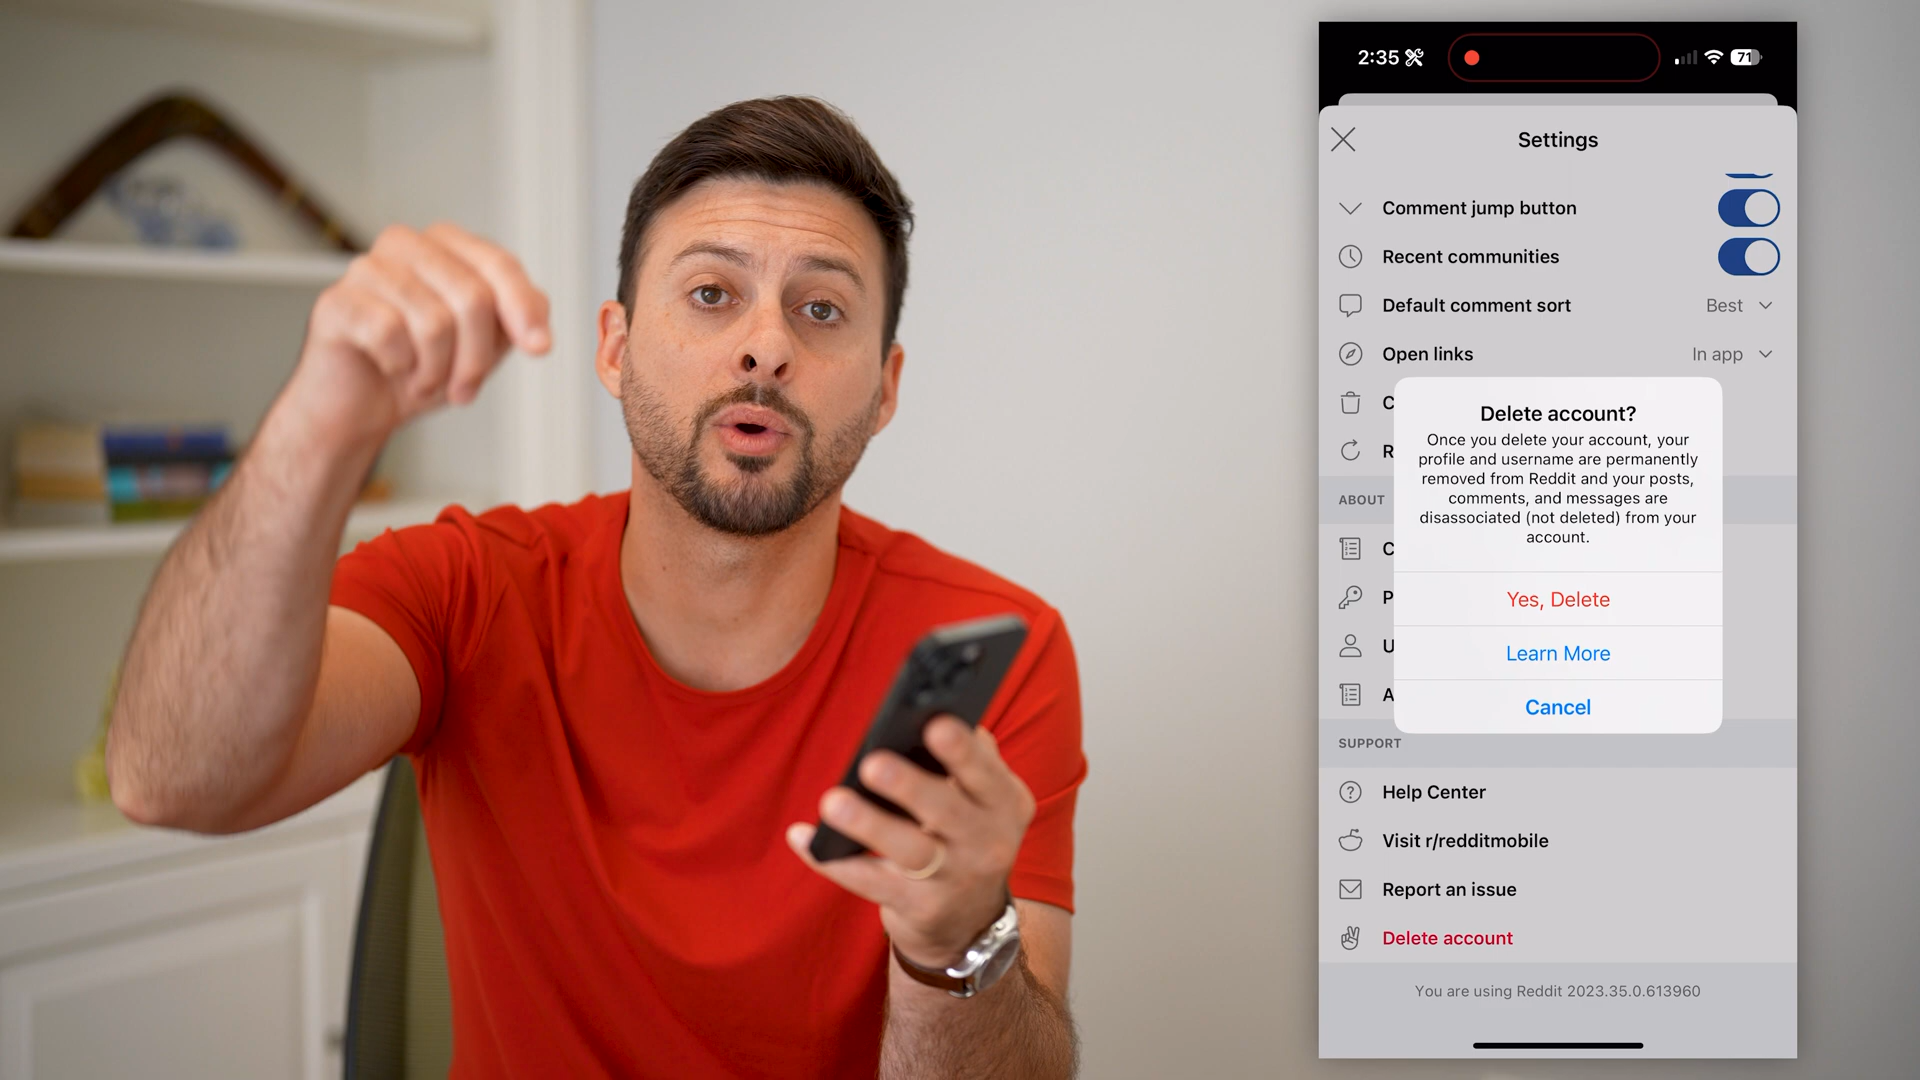 2:35
71
Settings
Comment jump button
Recent communities
Default comment sort
Best
Open links
In app
C
Delete account?
Once you delete your account, your
profile and username are permanently
removed from Reddit and your posts,
comments, and messages are
disassociated (not deleted) from your
account.
R
ABOUT
C
P
Yes, Delete
U
Learn More
A
Cancel
SUPPORT
Help Center
Visit r/redditmobile
Report an issue
Delete account
You are using Reddit 2023.35.0.613960